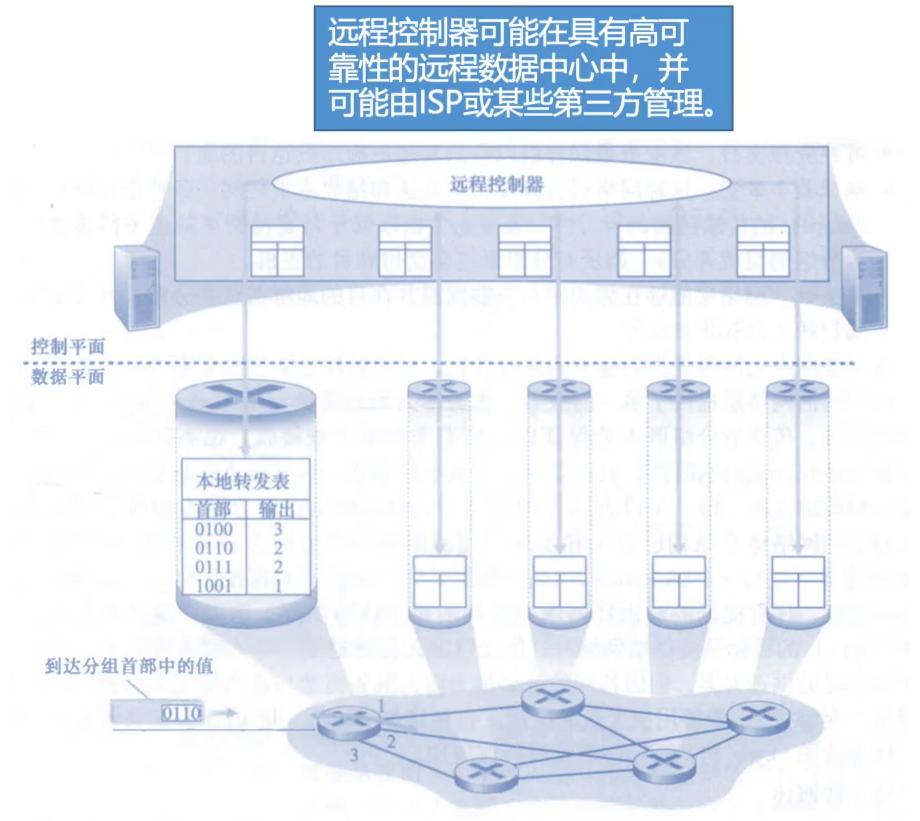 远程控制器可能在具有高可
靠性的远程数据中心中，并
可能由ISP或某些第三方管理。
远程控制器
控制平面
数据平面
本地转发表
首部 输出
0100 3
0110 2
0111 2
1001 1
到达分组首部中的值
0110
1
2
3